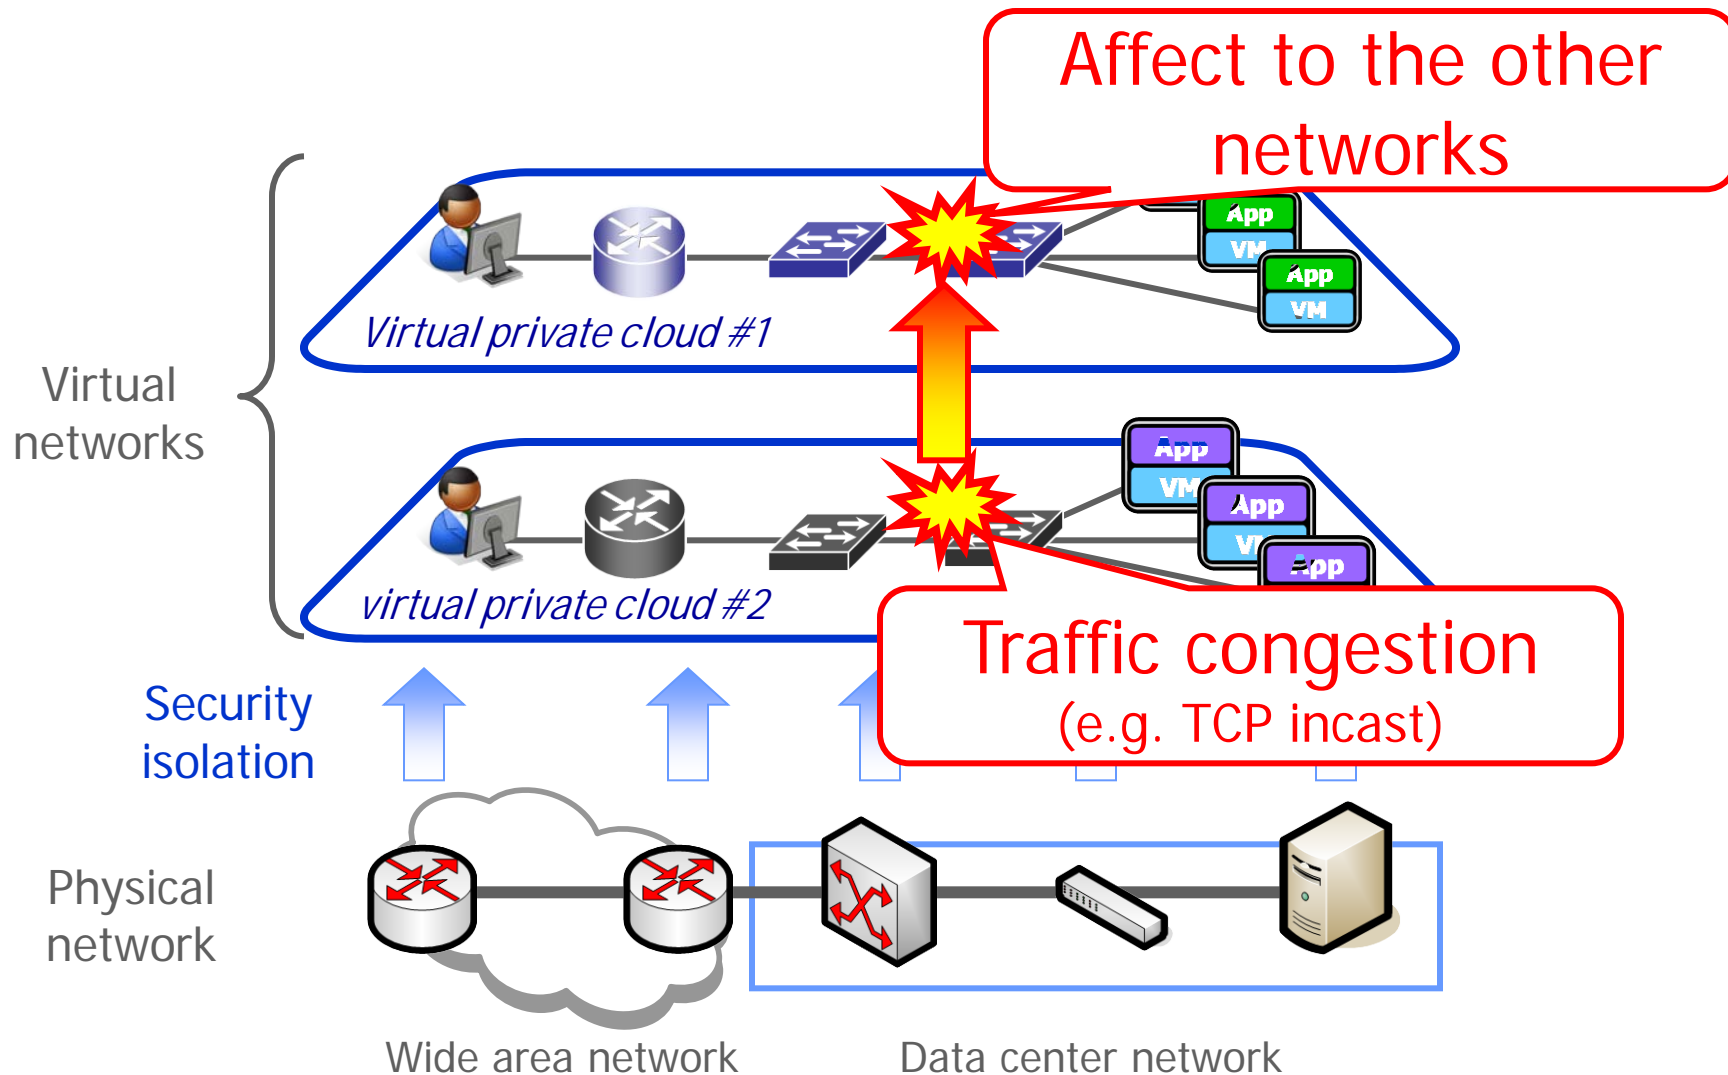 Affect to the other
networks
App
VM
App
VM
Virtual private cloud #1
Virtual
networks
App
VM
App
VM
App
virtual private cloud #2
Traffic congestion
(e.g. TCP incast)
Security
isolation
Physical
network
Wide area network
Data center network